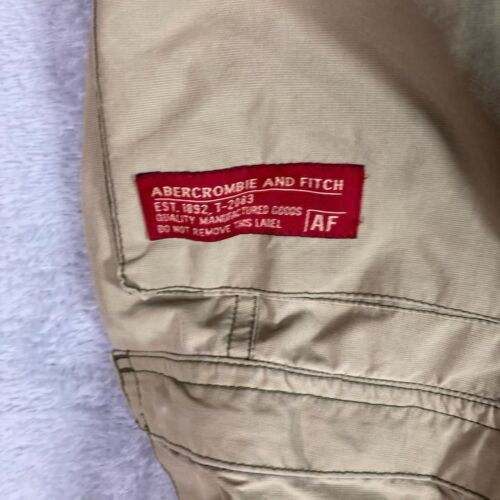 ABERCROMBIE AND FITCH
EST. 1892, T-2083
QUALITY MANUFACTURED GOODS
DO NOT REMOVE THIS LABEL
AF